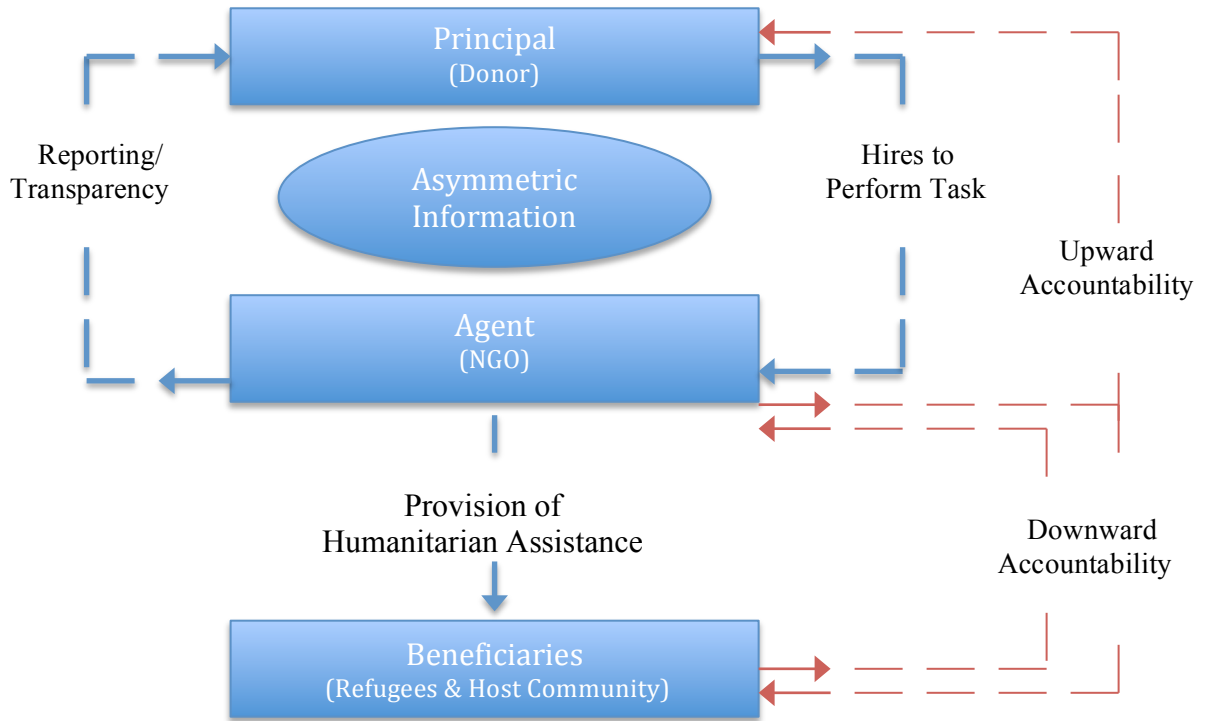 Principal
(Donor)
Reporting/
Transparency
Asymmetric
Information
Hires to
Perform Task
Upward
Accountability
Agent
(NGO)
Provision of
Humanitarian Assistance
Downward
Accountability
Beneficiaries
(Refugees & Host Community)